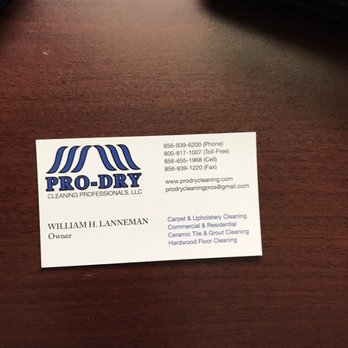 PRO-DRY
CLEANING PROFESSIONALS, LLC
WILLIAM H. LANNEMAN
Owner
856-939-6200 (Phone)
800-817-1007 (Toll-Free)
856-655-1968 (Cell)
856-939-1220 (Fax)
www.prodrycleaning.com
prodrycleaningpros@gmail.com
Carpet & Upholstery Cleaning
Commercial & Residential
Ceramic Tile & Grout Cleaning
Hardwood Floor Cleaning